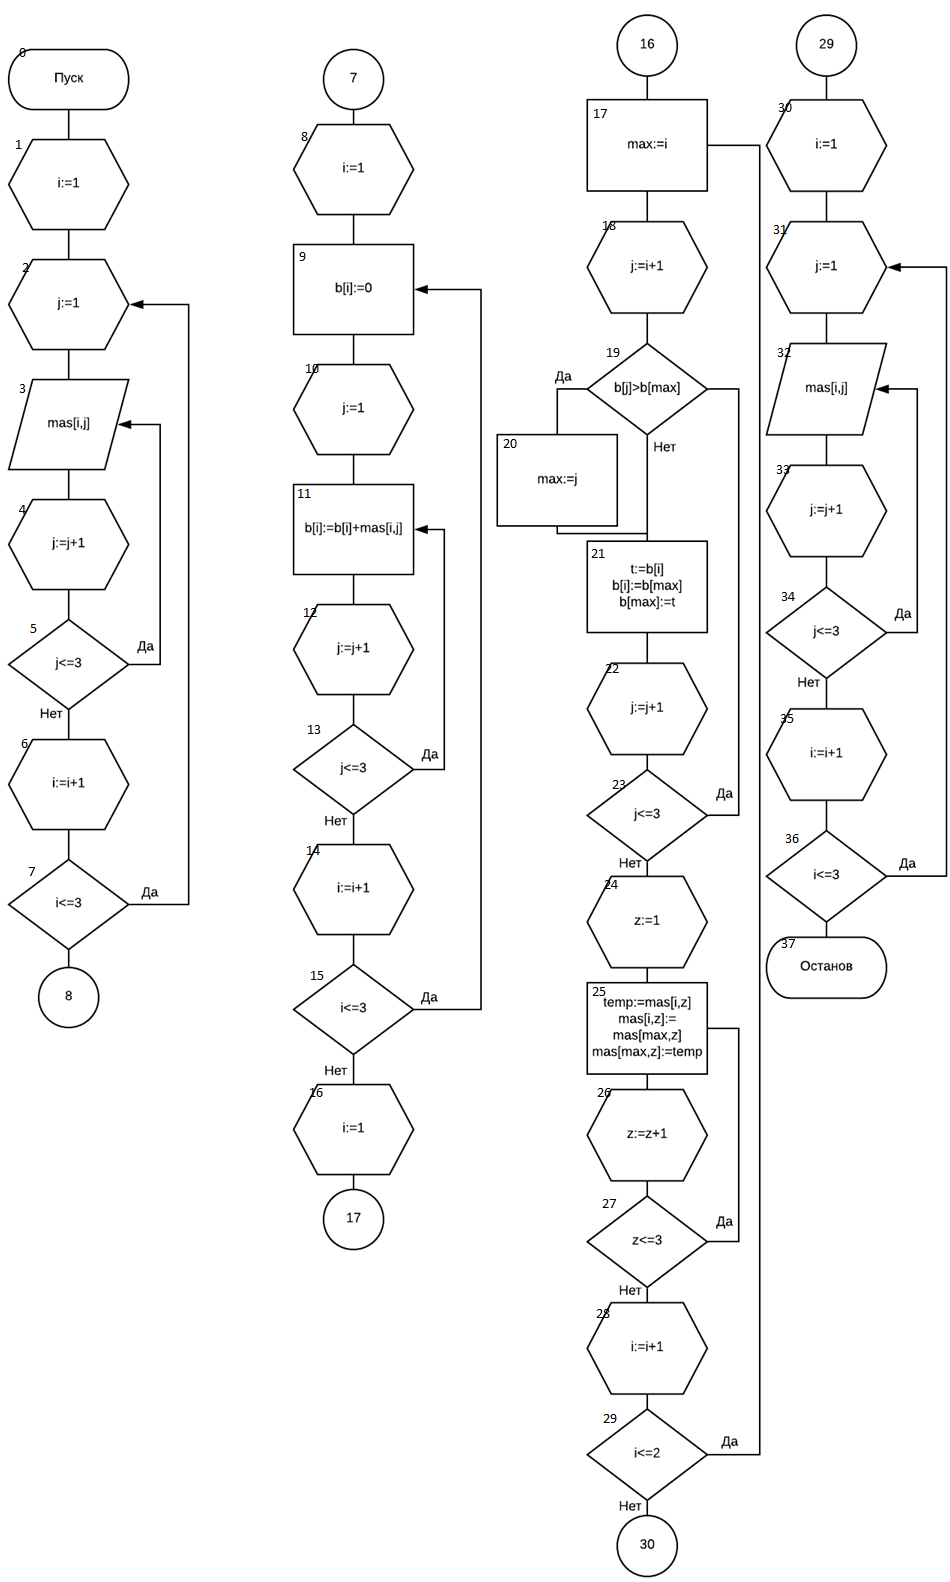 0
Пуск
1
i:=1
2
j:=1
3
mas[i,j]
4
j:=j+1
5
j<=3
Да
Нет
6
i:=i+1
7
i<=3
Да
8
7
8
i:=1
9
b[i]:=0
10
j:=1
11
b[i]:=b[i]+mas[i,j]
12
j:=j+1
13
j<=3
Да
Нет
14
i:=i+1
15
i<=3
Да
Нет
16
i:=1
17
16
17
max:=i
18
j:=i+1
19
b[j]>b[max]
Да
Нет
20
max:=j
21
t:=b[i]
b[i]:=b[max]
b[max]:=t
22
j:=j+1
23
j<=3
Да
Нет
24
z:=1
25
temp:=mas[i,z]
mas[i,z]:=
mas[max,z]
mas[max,z]:=temp
26
z:=z+1
27
z<=3
Да
Нет
28
i:=i+1
29
i<=2
Да
Нет
30
29
30
i:=1
31
j:=1
32
mas[i,j]
33
j:=j+1
34
j<=3
Да
Нет
35
i:=i+1
36
i<=3
Да
37
Останов